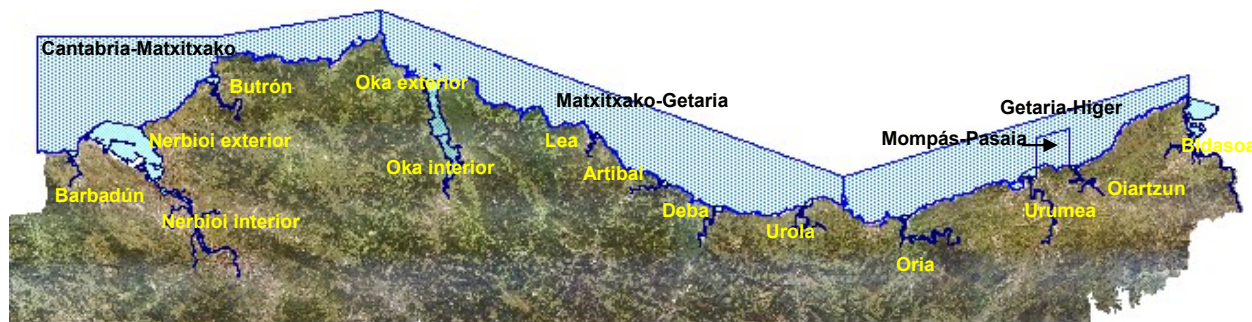 Cantabria-Matxitxako
Butrón
Oka exterior
Matxitxako-Getaria
Getaria-Higer
Mompás-Pasaia
Nerbioi exterior
Lea
Bidasoa
Oka interior
Artibai
Barbadún
Oiartzun
Nerbioi interior
Deba
Urola
Urumea
Oria